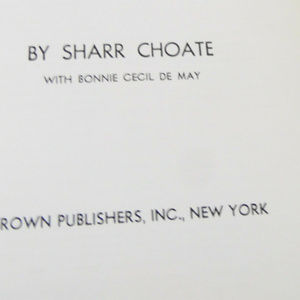 BY SHARR CHOATE
WITH BONNIE CECIL DE MAY
ROWN PUBLISHERS, INC., NEW YORK